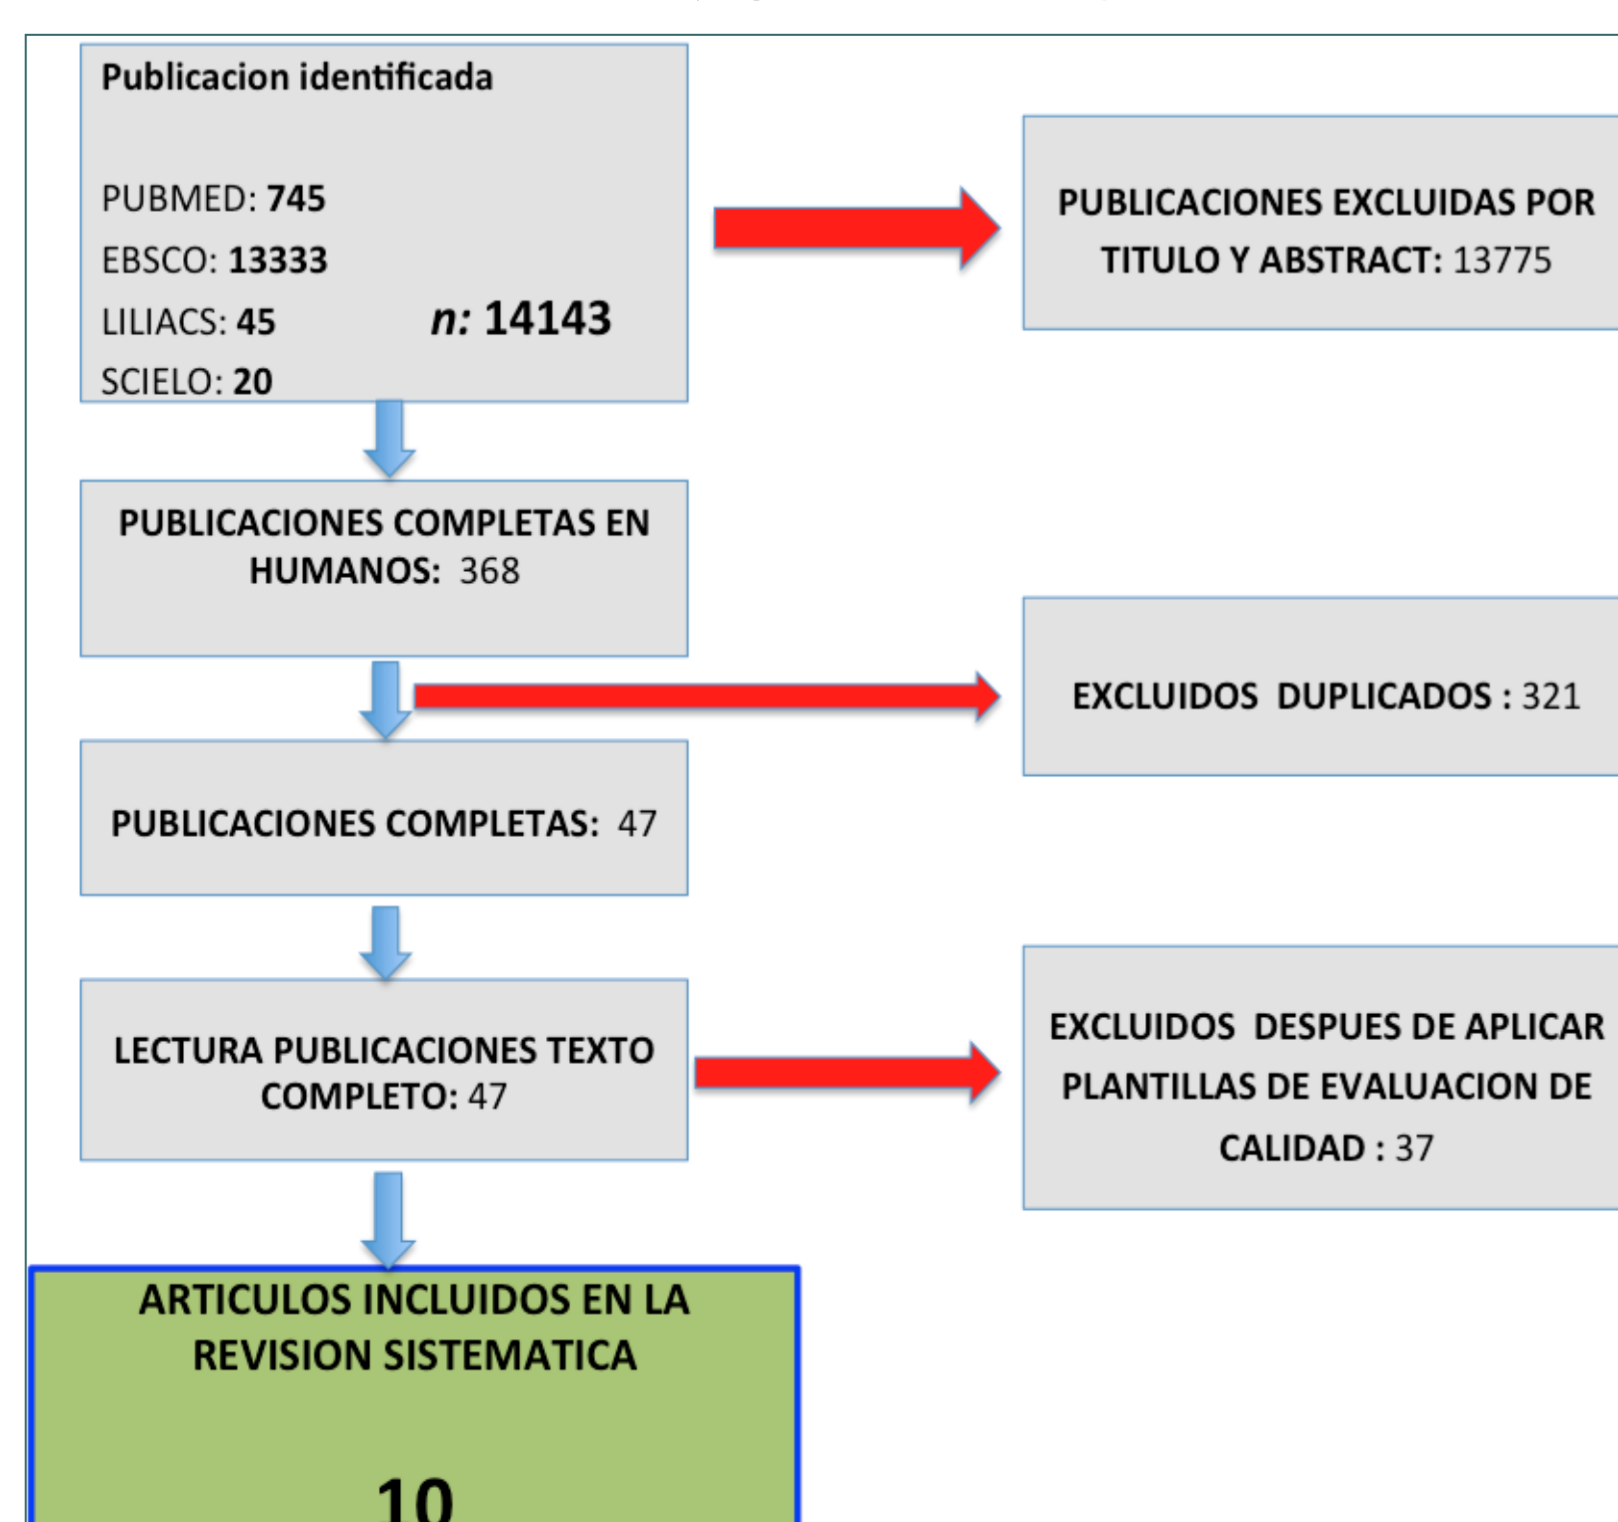 Publicacion identificada
PUBMED: 745
EBSCO: 13333
LILIACS: 45 n: 14143
SCIELO: 20
PUBLICACIONES EXCLUIDAS POR
TITULO Y ABSTRACT: 13775
PUBLICACIONES COMPLETAS EN
HUMANOS: 368
EXCLUIDOS DUPLICADOS : 321
PUBLICACIONES COMPLETAS: 47
LECTURA PUBLICACIONES TEXTO
COMPLETO: 47
EXCLUIDOS DESPUES DE APLICAR
PLANTILLAS DE EVALUACION DE
CALIDAD : 37
ARTICULOS INCLUIDOS EN LA
REVISION SISTEMATICA
10